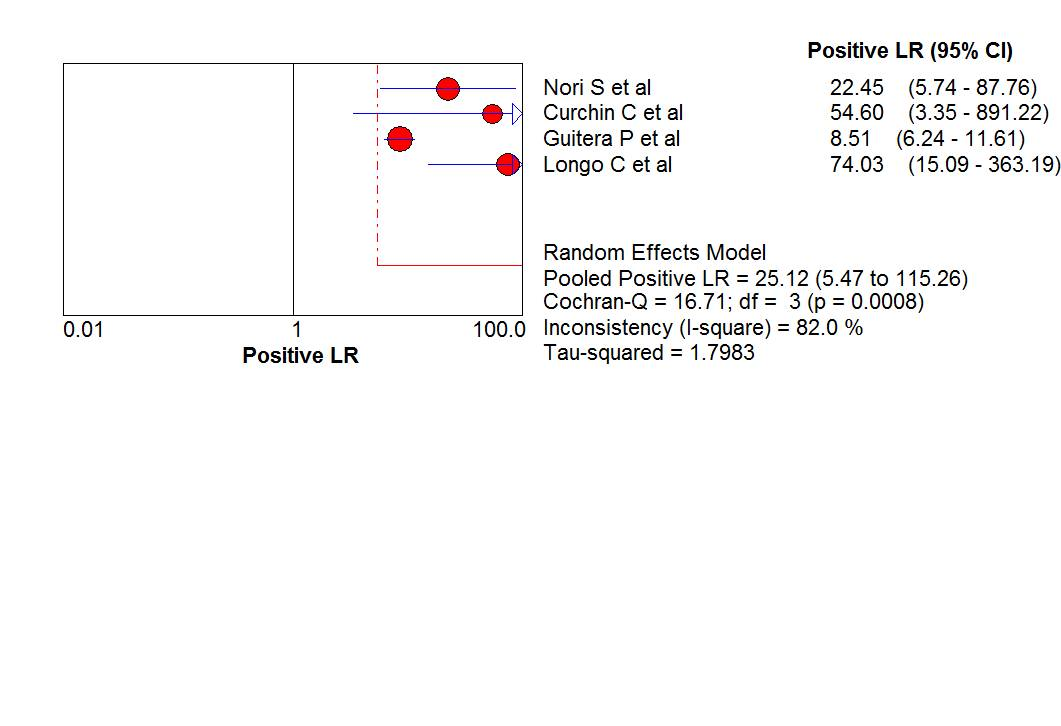 Positive LR (95% CI)
Nori S et al 22.45 (5.74 - 87.76)
Curchin C et al 54.60 (3.35 - 891.22)
Guitera P et al 8.51 (6.24 - 11.61)
Longo C et al 74.03 (15.09 - 363.19)
Random Effects Model
Pooled Positive LR = 25.12 (5.47 to 115.26)
Cochran-Q = 16.71; df = 3 (p = 0.0008)
Inconsistency (I-square) = 82.0 %
Tau-squared = 1.7983
0.01 1 100.0
Positive LR